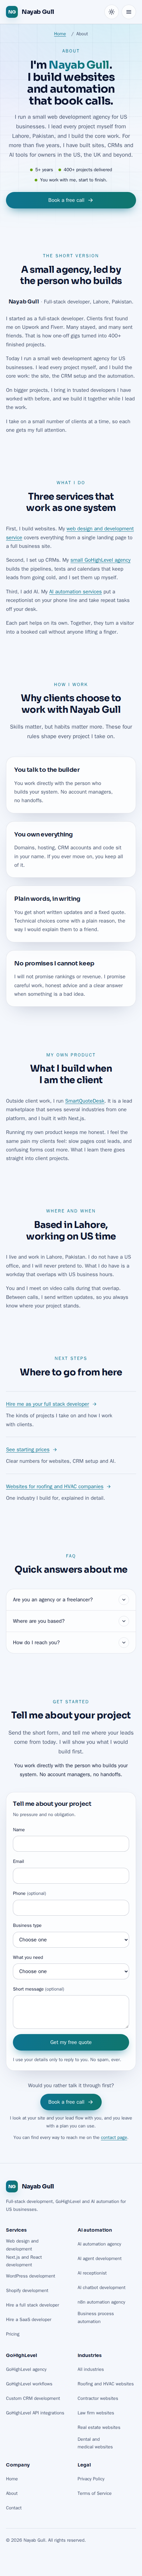 NG Nayab Gull
Home / About
ABOUT
I'm Nayab Gull.
I build websites
and automation
that book calls.
I run a small web development agency for US
businesses. I lead every project myself
and I build most of the core work. For
more than five years, I have built sites, CRMs and
AI tools for owners in the US, the UK and beyond.
5+ years 400+ projects delivered
You work with me, start to finish.
Book a free call →
THE SHORT VERSION
A small agency, led by
the person who builds
Nayab Gull Full-stack developer, Lahore, Pakistan.
I started as a full-stack developer. Clients first found
me on Upwork and Fiverr. Many stayed, and many sent
friends. That is how one-off gigs turned into 400+
finished projects.
Today I run a small web development agency for US
businesses. I lead every project myself, and I build the
core work: the site, the CRM setup and the automation.
On bigger projects, I bring in trusted developers I have
worked with before, and we build it together while I lead
the work.
I take on a small number of clients at a time, so each
one gets my full attention.
WHAT I DO
Three services that
work as one system
First, I build websites. My web design and development
service covers everything from a single landing page to
a full business site.
Second, I set up CRMs. My small GoHighLevel agency
builds the pipelines, texts and calendars that keep
leads from going cold, and I set them up myself.
Third, I add AI. My AI automation services put a
receptionist on your phone line and take repeat tasks
off your desk.
Each part helps on its own. Together, they turn a visitor
into a booked call without anyone lifting a finger.
HOW I WORK
Why clients choose to
work with Nayab Gull
Skills matter, but habits matter more. These four
rules shape every project I take on.
You talk to the builder
You work directly with the person who
builds your system. No account managers,
no handoffs.
You own everything
Domains, hosting, CRM accounts and code sit
in your name. If you ever move on, you keep all
of it.
Plain words, in writing
You get short written updates and a fixed quote.
Technical choices come with a plain reason, the
way I would explain them to a friend.
No promises I cannot keep
I will not promise rankings or revenue. I promise
careful work, honest advice and a clear answer
when something is a bad idea.
MY OWN PRODUCT
What I build when
I am the client
Outside client work, I run SmartQuoteDesk. It is a lead
marketplace that serves several industries from one
platform, and I built it with Next.js.
Running my own product keeps me honest. I feel the
same pain my clients feel: slow pages cost leads, and
confusing forms cost more. What I learn there goes
straight into client projects.
WHERE AND WHEN
Based in Lahore,
working on US time
I live and work in Lahore, Pakistan. I do not have a US
office, and I will never pretend to. What I do have is a
workday that overlaps with US business hours.
You and I meet on video calls during that overlap.
Between calls, I send written updates, so you always
know where your project stands.
NEXT STEPS
Where to go from here
Hire me as your full stack developer →
The kinds of projects I take on and how I work
with clients.
See starting prices →
Clear numbers for websites, CRM setup and AI.
Websites for roofing and HVAC companies →
One industry I build for, explained in detail.
FAQ
Quick answers about me
Are you an agency or a freelancer?
Where are you based?
How do I reach you?
GET STARTED
Tell me about your project
Send the short form, and tell me where your leads
come from today. I will show you what I would
build first.
You work directly with the person who builds your
system. No account managers, no handoffs.
Tell me about your project
No pressure and no obligation.
Name
Email
Phone (optional)
Business type
Choose one
What you need
Choose one
Short message (optional)
Get my free quote
I use your details only to reply to you. No spam, ever.
Would you rather talk it through first?
Book a free call →
I look at your site and your lead flow with you, and you leave
with a plan you can use.
You can find every way to reach me on the contact page.
NG Nayab Gull
Full-stack development, GoHighLevel and AI automation for
US businesses.
Services
Web design and
development
Next.js and React
development
WordPress development
Shopify development
Hire a full stack developer
Hire a SaaS developer
Pricing
AI automation
AI automation agency
AI agent development
AI receptionist
AI chatbot development
n8n automation agency
Business process
automation
GoHighLevel
GoHighLevel agency
GoHighLevel workflows
Custom CRM development
GoHighLevel API integrations
Industries
All industries
Roofing and HVAC websites
Contractor websites
Law firm websites
Real estate websites
Dental and
medical websites
Company
Home
About
Contact
Legal
Privacy Policy
Terms of Service
© 2026 Nayab Gull. All rights reserved.